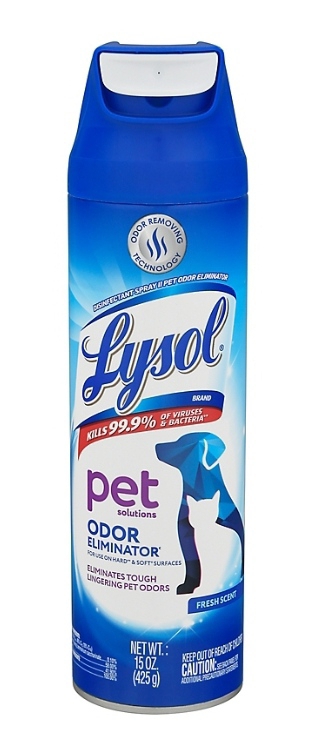 ODOR REMOVING
TECHNOLOGY
DISINFECTANT SPRAY & PET ODOR ELIMINATOR
Lysol®
BRAND
KILLS 99.9% OF VIRUSES
& BACTERIA**
pet
solutions
ODOR
ELIMINATOR*
FOR USE ON HARD** & SOFT* SURFACES
ELIMINATES TOUGH
LINGERING PET ODORS
FRESH SCENT
NET WT.:
15 OZ.
(425 g)
KEEP OUT OF REACH OF CHILDREN
CAUTION: